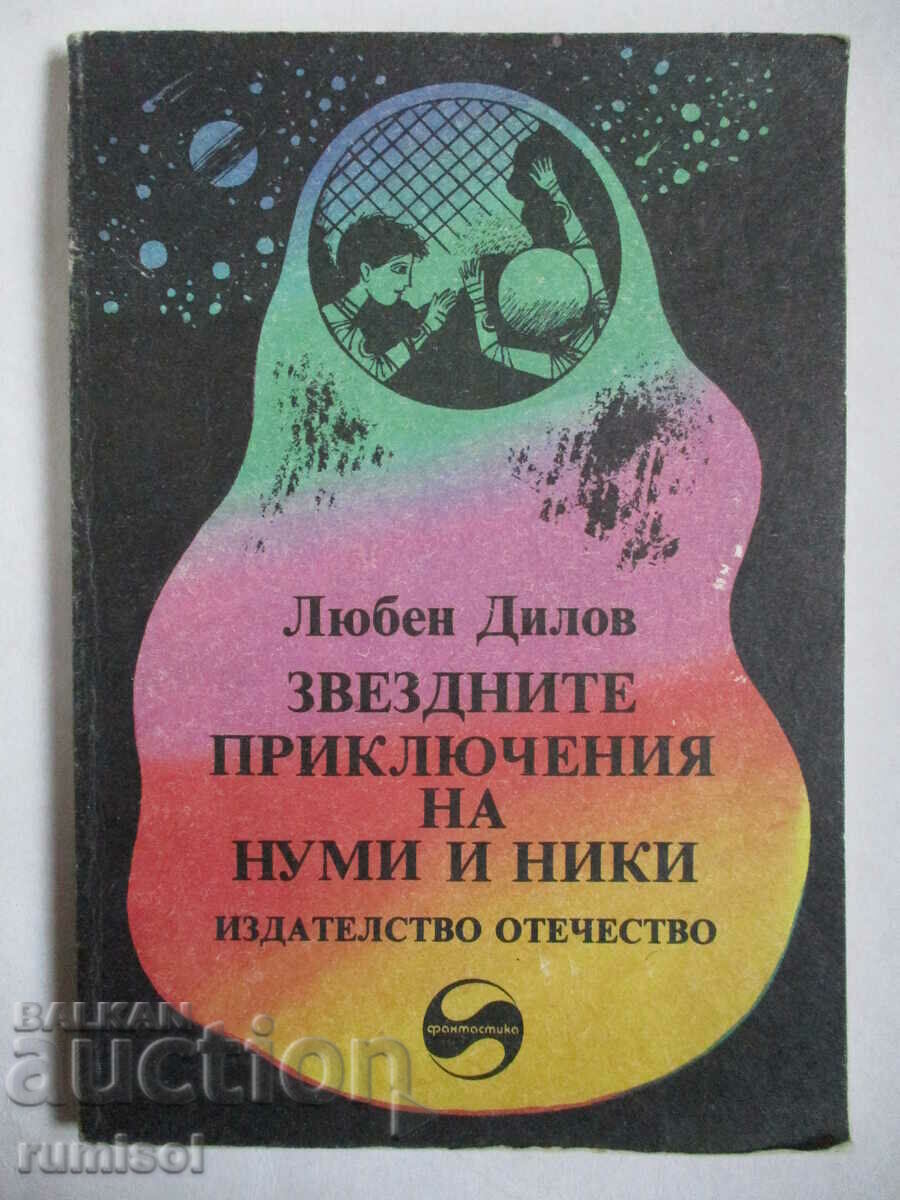 Любен Дилов
ЗВЕЗДНИТЕ
ПРИКЛЮЧЕНИЯ
НА
НУМИ И НИКИ
ИЗДАТЕЛСТВО ОТЕЧЕСТВО
фантастика
BALKAN
auction
rumisol